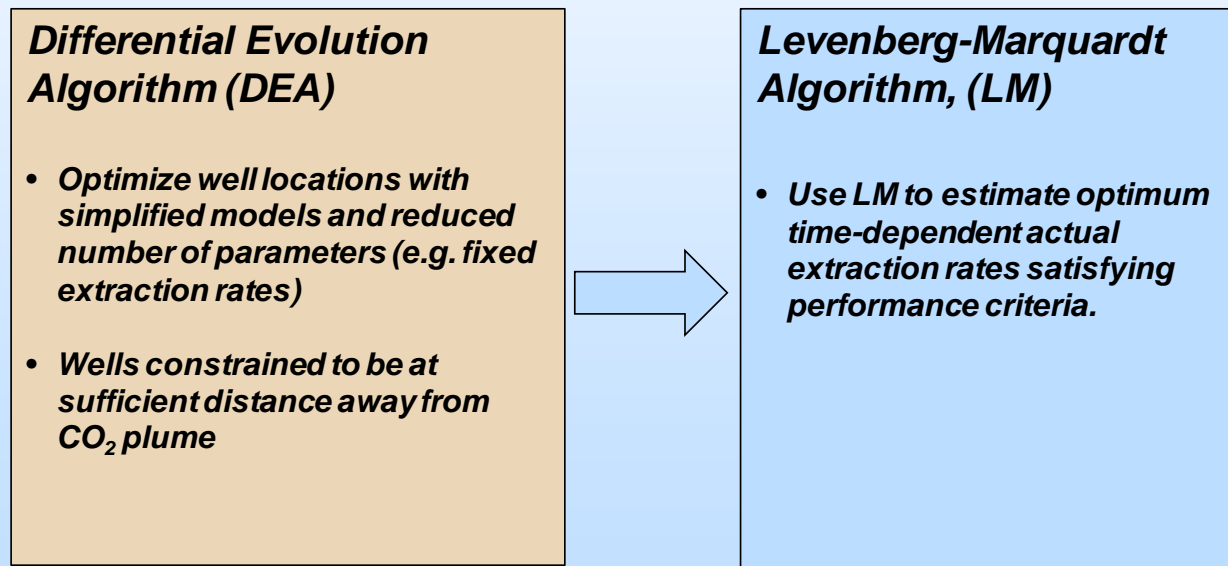 Differential Evolution
Algorithm (DEA)
• Optimize well locations with
simplified models and reduced
number of parameters (e.g. fixed
extraction rates)
• Wells constrained to be at
sufficient distance away from
CO₂ plume
Levenberg-Marquardt
Algorithm, (LM)
• Use LM to estimate optimum
time-dependent actual
extraction rates satisfying
performance criteria.